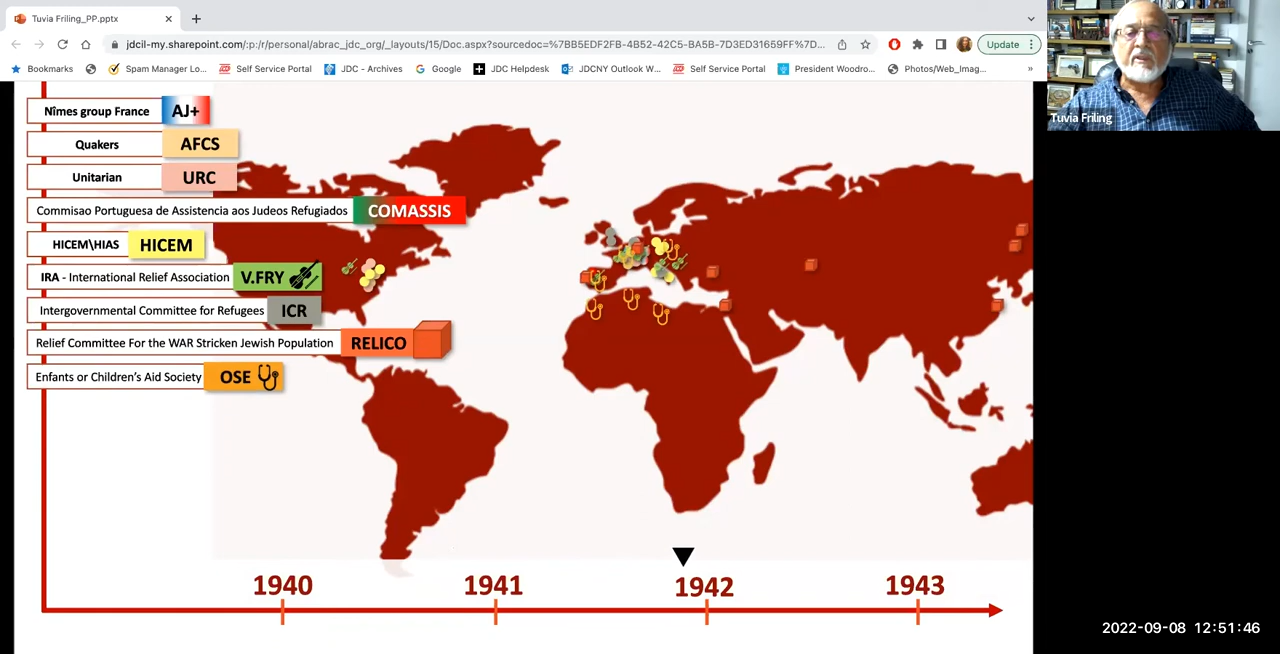 Tuvia Friling_PP.pptx
jdcil-my.sharepoint.com/:p:/r/personal/abrac_jdc_org/_layouts/15/Doc.aspx?sourcedoc=%7BB5EDF2FB-4B52-42C5-BA5B-7D3ED31659FF%7D...
Update
Bookmarks
Spam Manager Lo...
Self Service Portal
JDC - Archives
Google
JDC Helpdesk
JDCNY Outlook W...
Self Service Portal
President Woodro...
Photos/Web_Imag...
»
Tuvia Friling
Nîmes group France AJ+
Quakers AFCS
Unitarian URC
Commisao Portuguesa de Assistencia aos Judeos Refugiados COMASSIS
HICEM\HIAS HICEM
IRA - International Relief Association V.FRY
Intergovernmental Committee for Refugees ICR
Relief Committee For the WAR Stricken Jewish Population RELICO
Enfants or Children's Aid Society OSE
1940 1941 1942 1943
2022-09-08 12:51:46